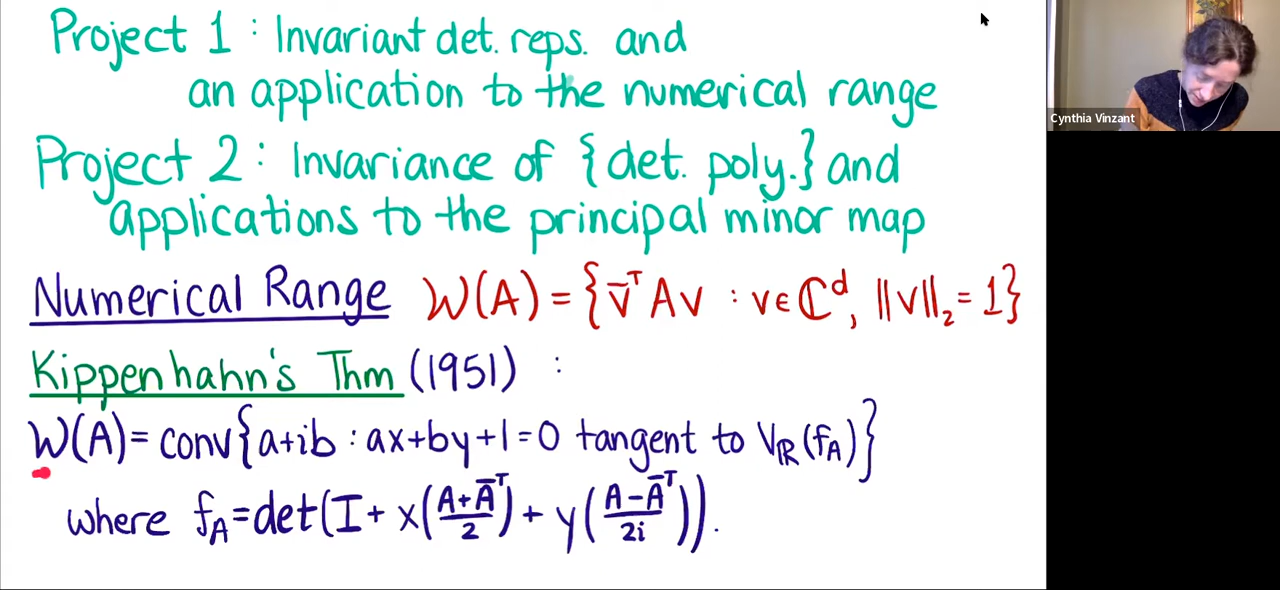 Project 1 : Invariant det. reps. and
an application to the numerical range
Project 2 : Invariance of {det. poly.} and
applications to the principal minor map
Numerical Range W(A) = {v̄ᵀAv : v∈ℂᵈ, ||v||₂ = 1}
Kippenhahn's Thm (1951) :
W(A) = conv{a+ib : ax+by+1=0 tangent to V_ℝ(f_A)}
where f_A = det(I + x((A+Āᵀ)/2) + y((A-Āᵀ)/2i)).
Cynthia Vinzant